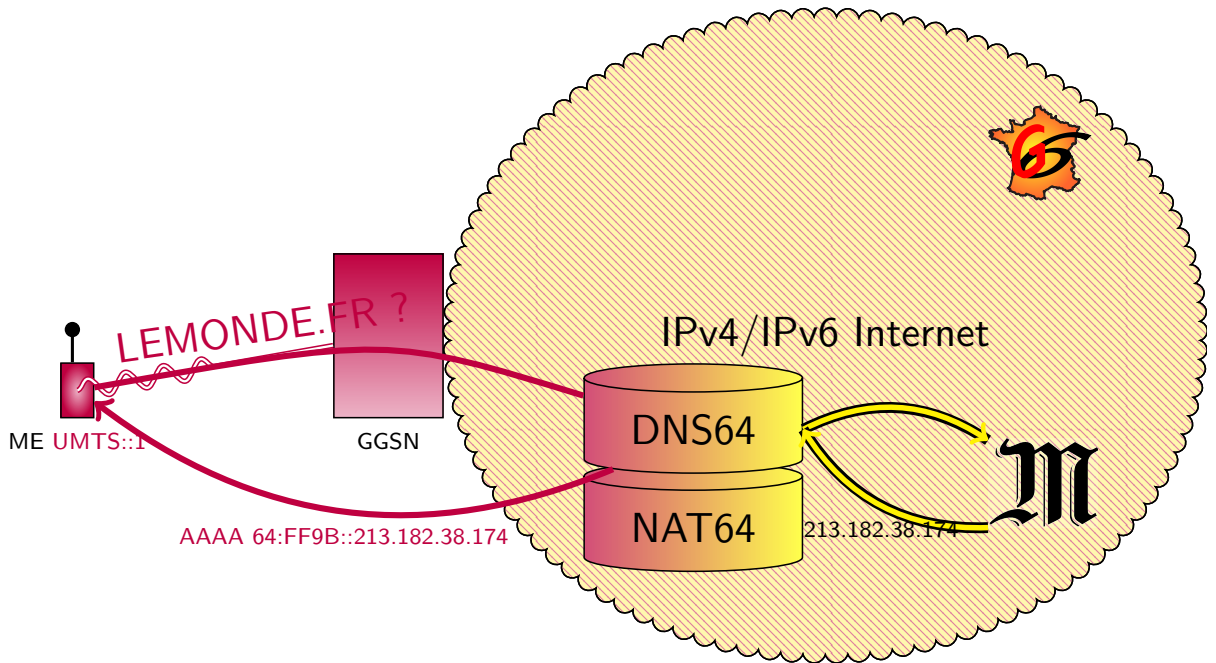 G6
LEMONDE.FR ?
IPv4/IPv6 Internet
DNS64
ME UMTS::1
GGSN
M
NAT64
213.182.38.174
AAAA 64:FF9B::213.182.38.174